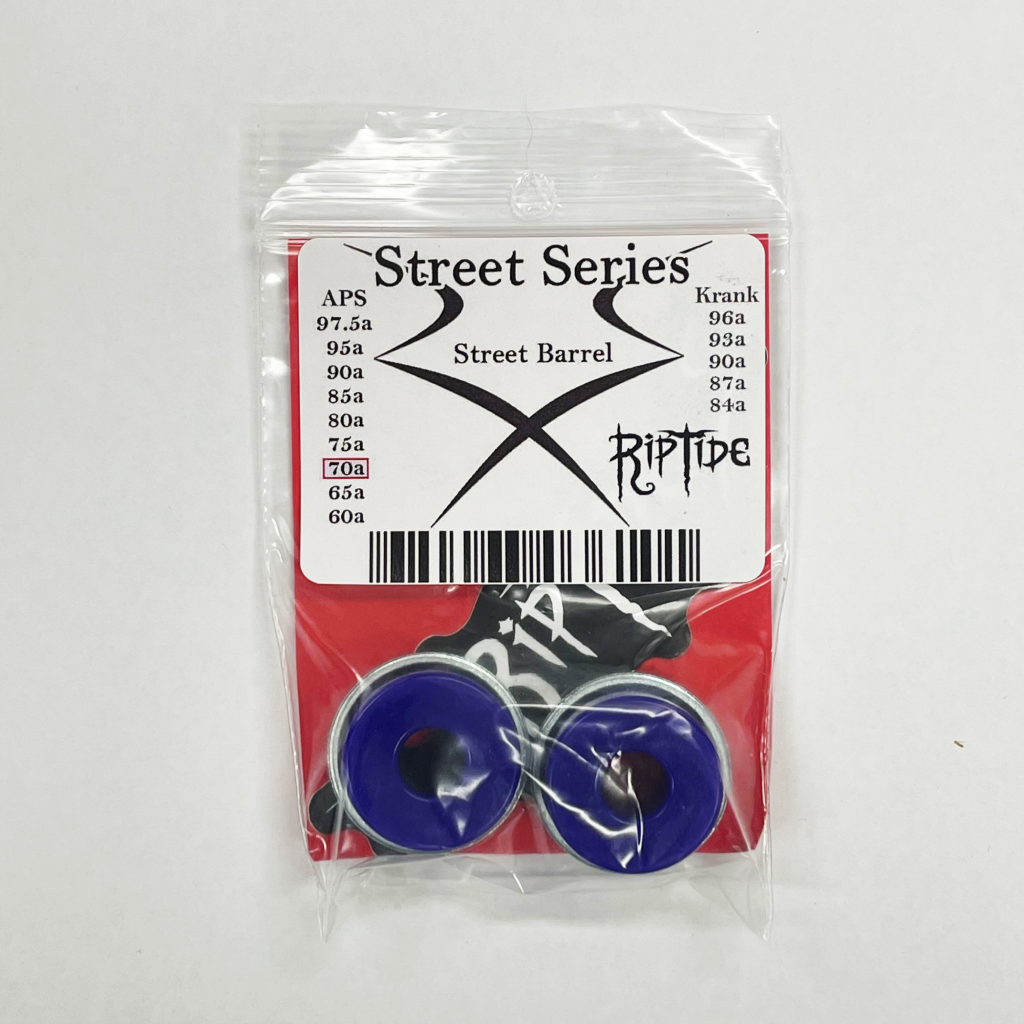 Street Series
APS
97.5a
95a
90a
85a
80a
75a
70a
65a
60a
Street Barrel
Krank
96a
93a
90a
87a
84a
RIPTIDE
RIPT